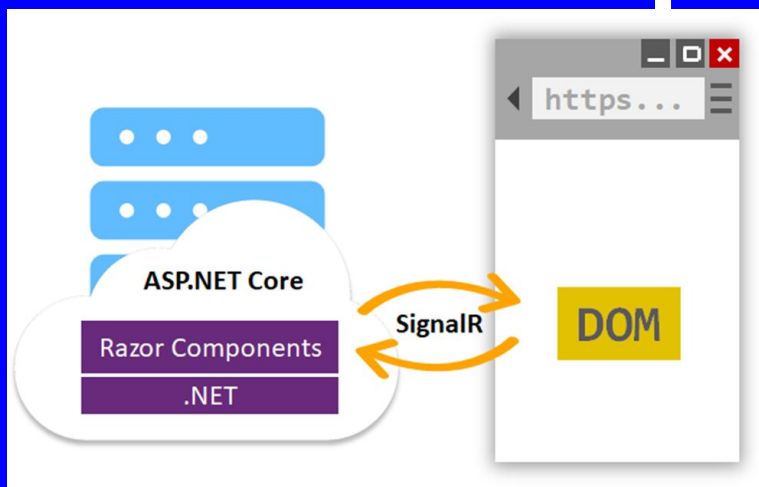 https...
ASP.NET Core
SignalR
Razor Components
.NET
DOM